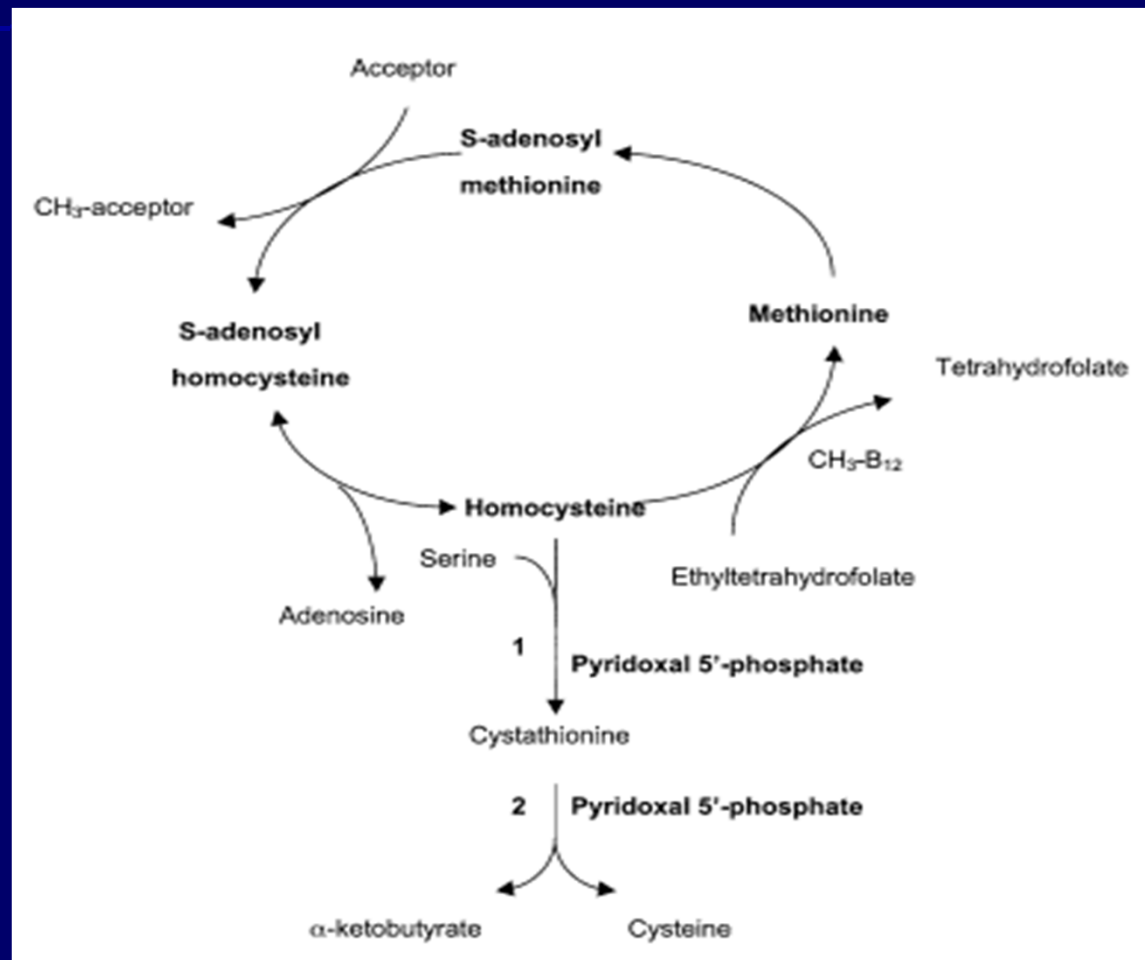 Acceptor
S-adenosyl
methionine
CH₃-acceptor
Methionine
S-adenosyl
homocysteine
Tetrahydrofolate
CH₃-B₁₂
Homocysteine
Serine
Ethyltetrahydrofolate
Adenosine
1
Pyridoxal 5'-phosphate
Cystathionine
2
Pyridoxal 5'-phosphate
α-ketobutyrate
Cysteine